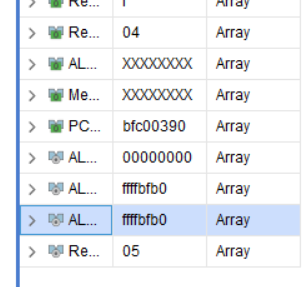 Re... Array
Re... 04 Array
AL... XXXXXXXX Array
Me... XXXXXXXX Array
PC... bfc00390 Array
AL... 00000000 Array
AL... ffffbfb0 Array
AL... ffffbfb0 Array
Re... 05 Array